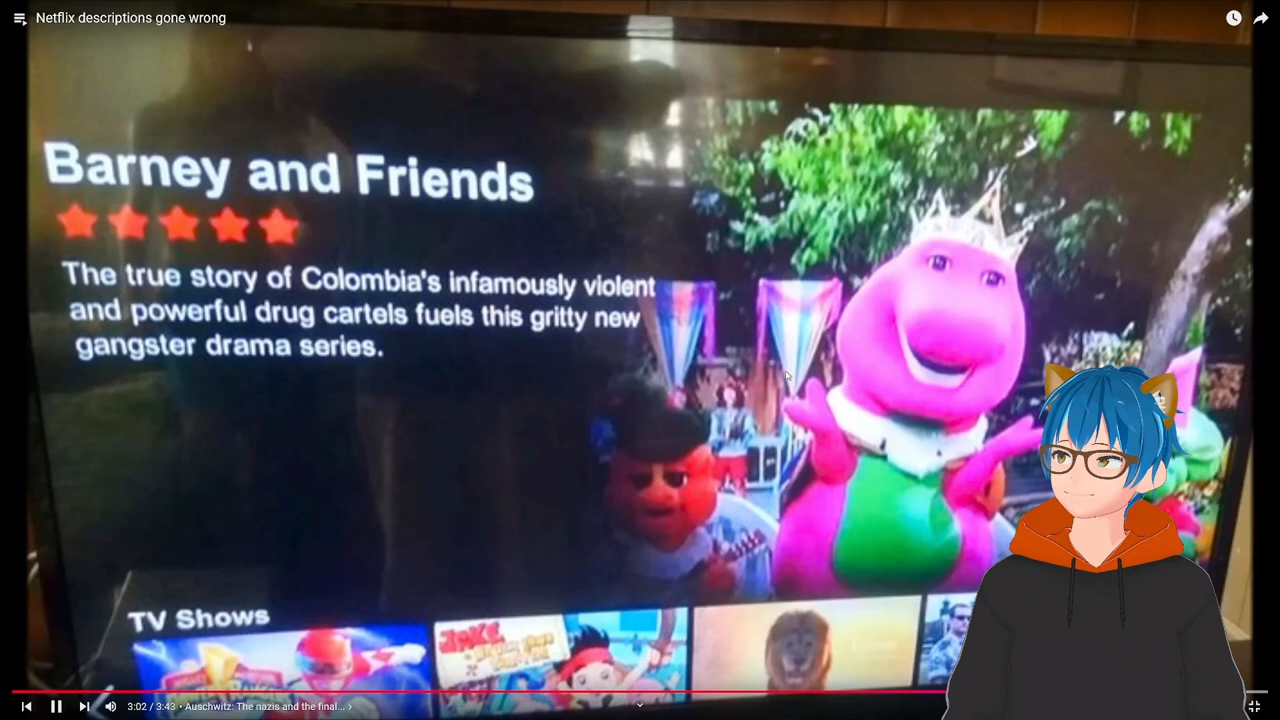 Netflix descriptions gone wrong
Barney and Friends
The true story of Colombia's infamously violent
and powerful drug cartels fuels this gritty new
gangster drama series.
TV Shows
JAKE
3:02 / 3:43 • Auschwitz: The nazis and the final... >